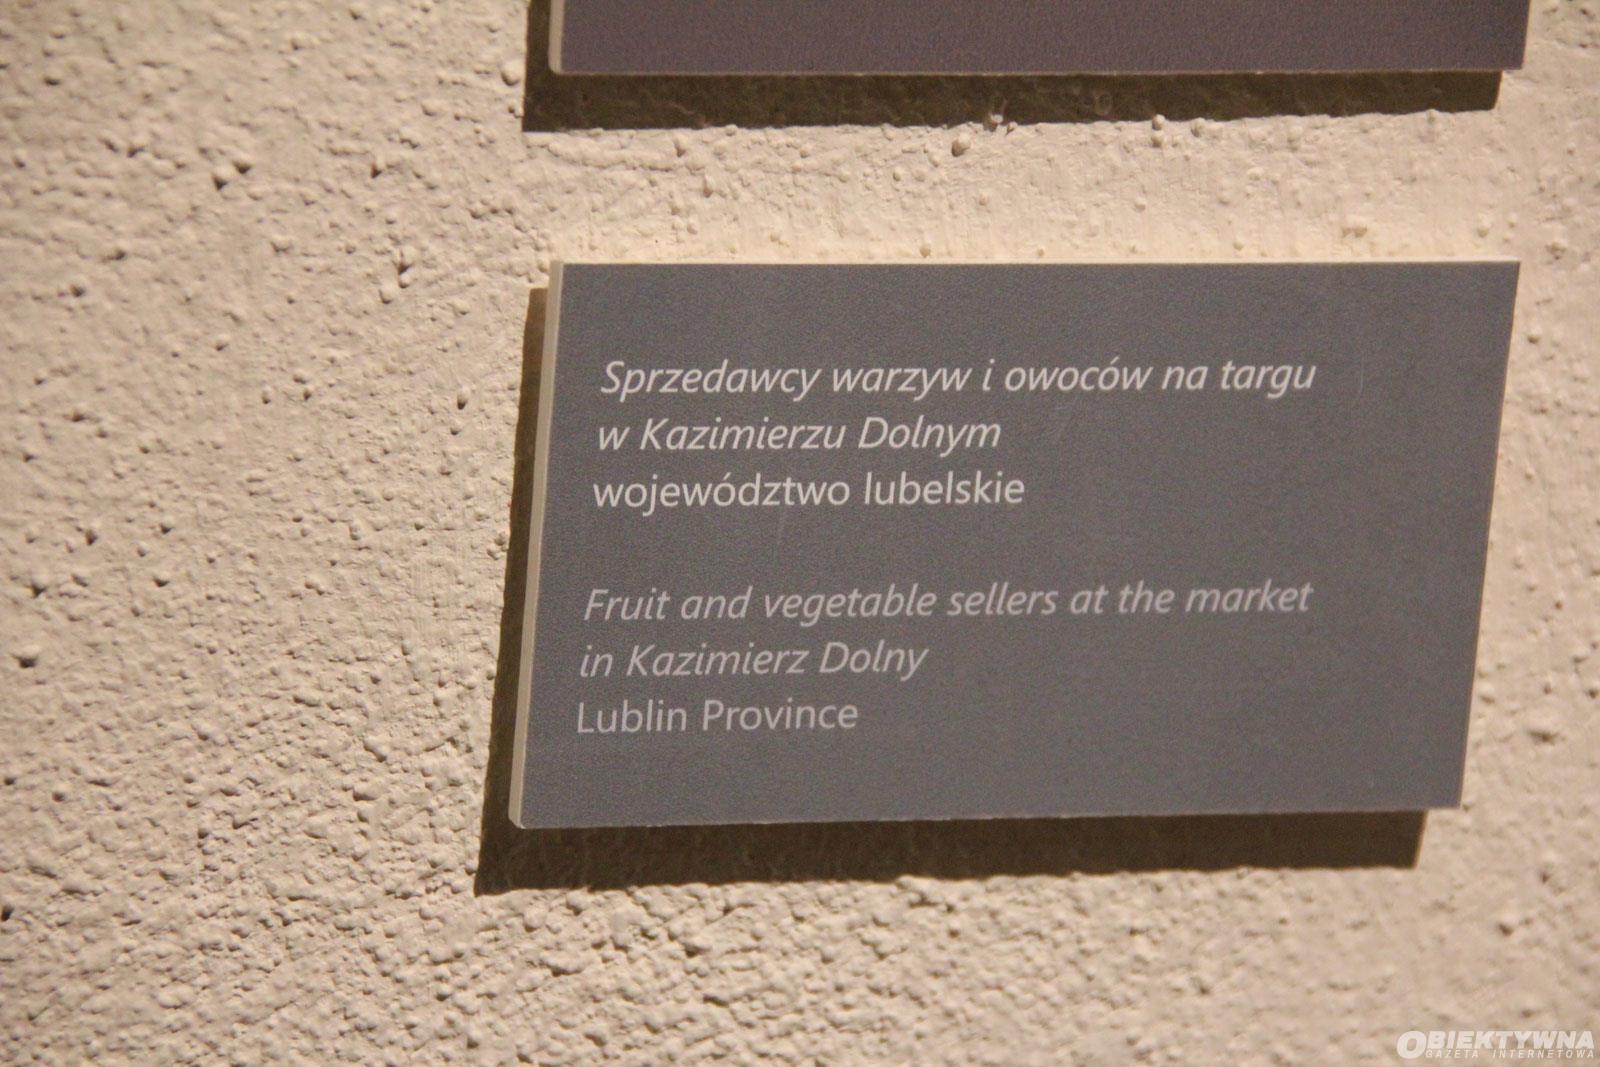 Sprzedawcy warzyw i owoców na targu
w Kazimierzu Dolnym
województwo lubelskie
Fruit and vegetable sellers at the market
in Kazimierz Dolny
Lublin Province
OBIEKTYWNA
GAZETA INTERNETOWA